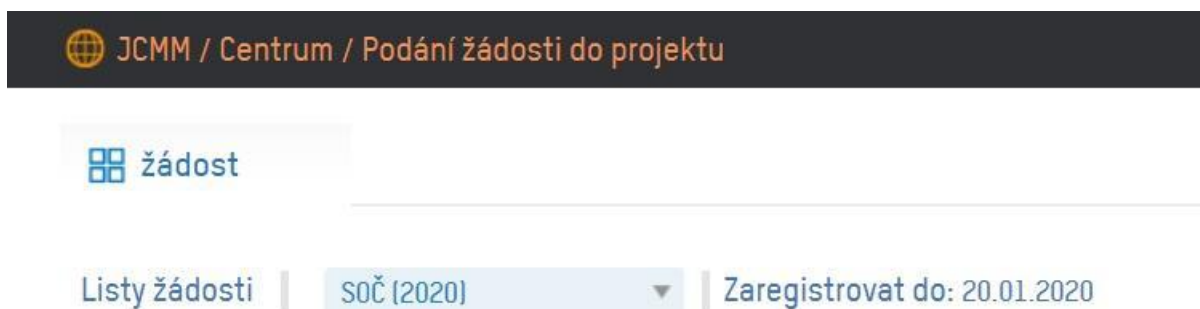 JCMM / Centrum / Podání žádosti do projektu
žádost
Listy žádosti SOČ (2020) Zaregistrovat do: 20.01.2020